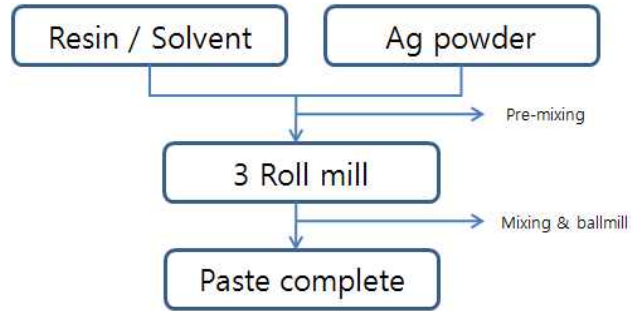 Resin / Solvent
Ag powder
Pre-mixing
3 Roll mill
Mixing & ballmill
Paste complete